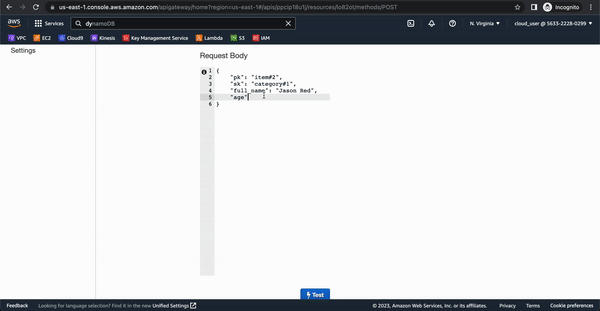 us-east-1.console.aws.amazon.com/apigateway/home?region=us-east-1#/apis/ppcip18o1j/resources/lo82ot/methods/POST
Incognito
aws
Services
dynamoDB
N. Virginia
cloud_user @ 5633-2228-0299
VPC
EC2
Cloud9
Kinesis
Key Management Service
Lambda
S3
IAM
Settings
Request Body
1 {
2 "pk": "item#2",
3 "sk": "category#1",
4 "full_name": "Jason Red",
5 "age"
6 }
Test
Feedback
Looking for language selection? Find it in the new Unified Settings
© 2023, Amazon Web Services, Inc. or its affiliates.
Privacy
Terms
Cookie preferences